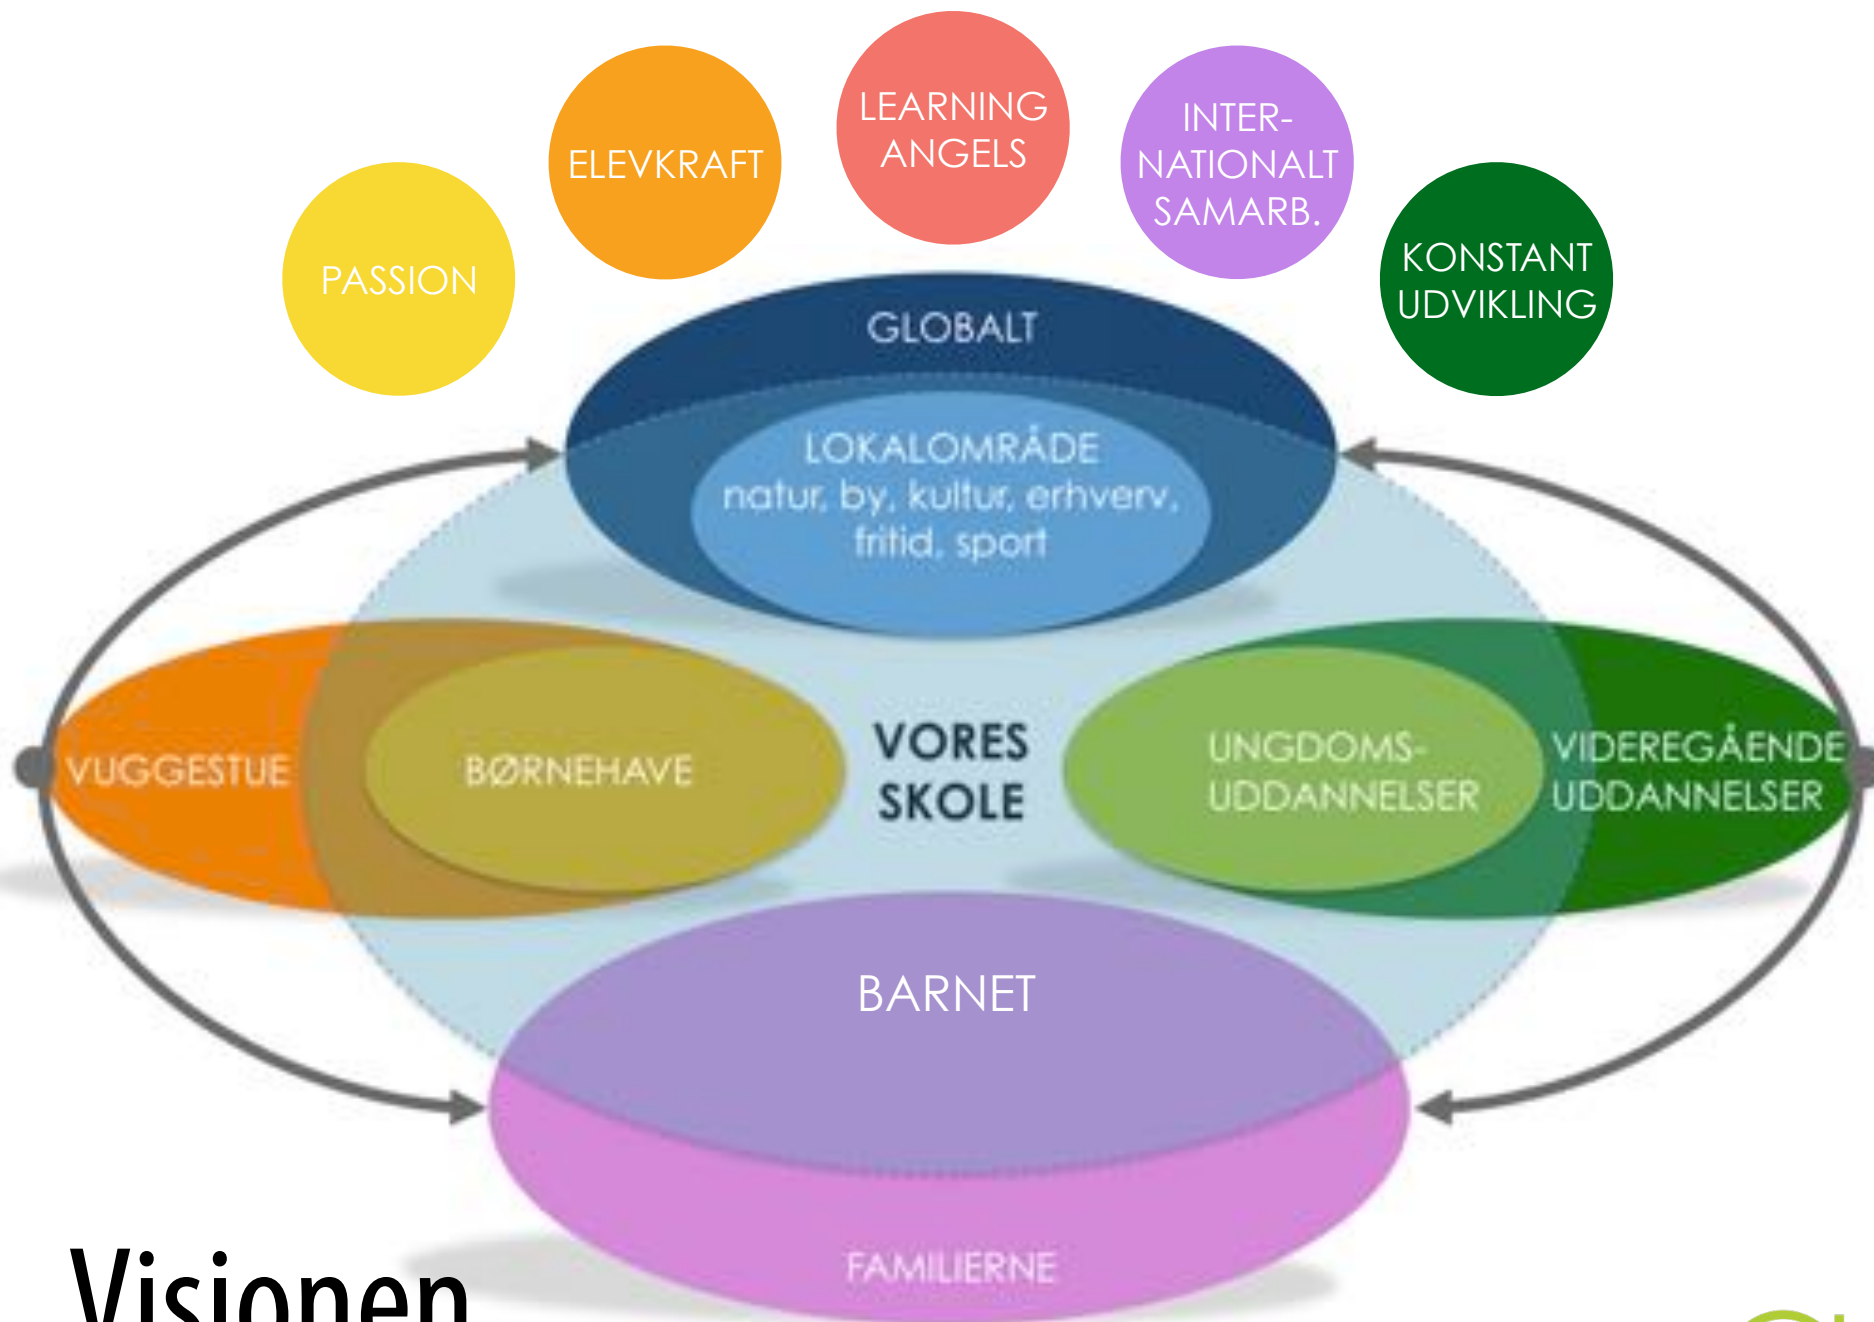 LEARNING
ANGELS
ELEVKRAFT
INTER-
NATIONALT
SAMARB.
PASSION
KONSTANT
UDVIKLING
GLOBALT
LOKALOMRÅDE
natur, by, kultur, erhverv,
fritid, sport
VUGGESTUE
BØRNEHAVE
VORES
SKOLE
UNGDOMS-
UDDANNELSER
VIDEREGÅENDE
UDDANNELSER
BARNET
FAMILIERNE
Visionen